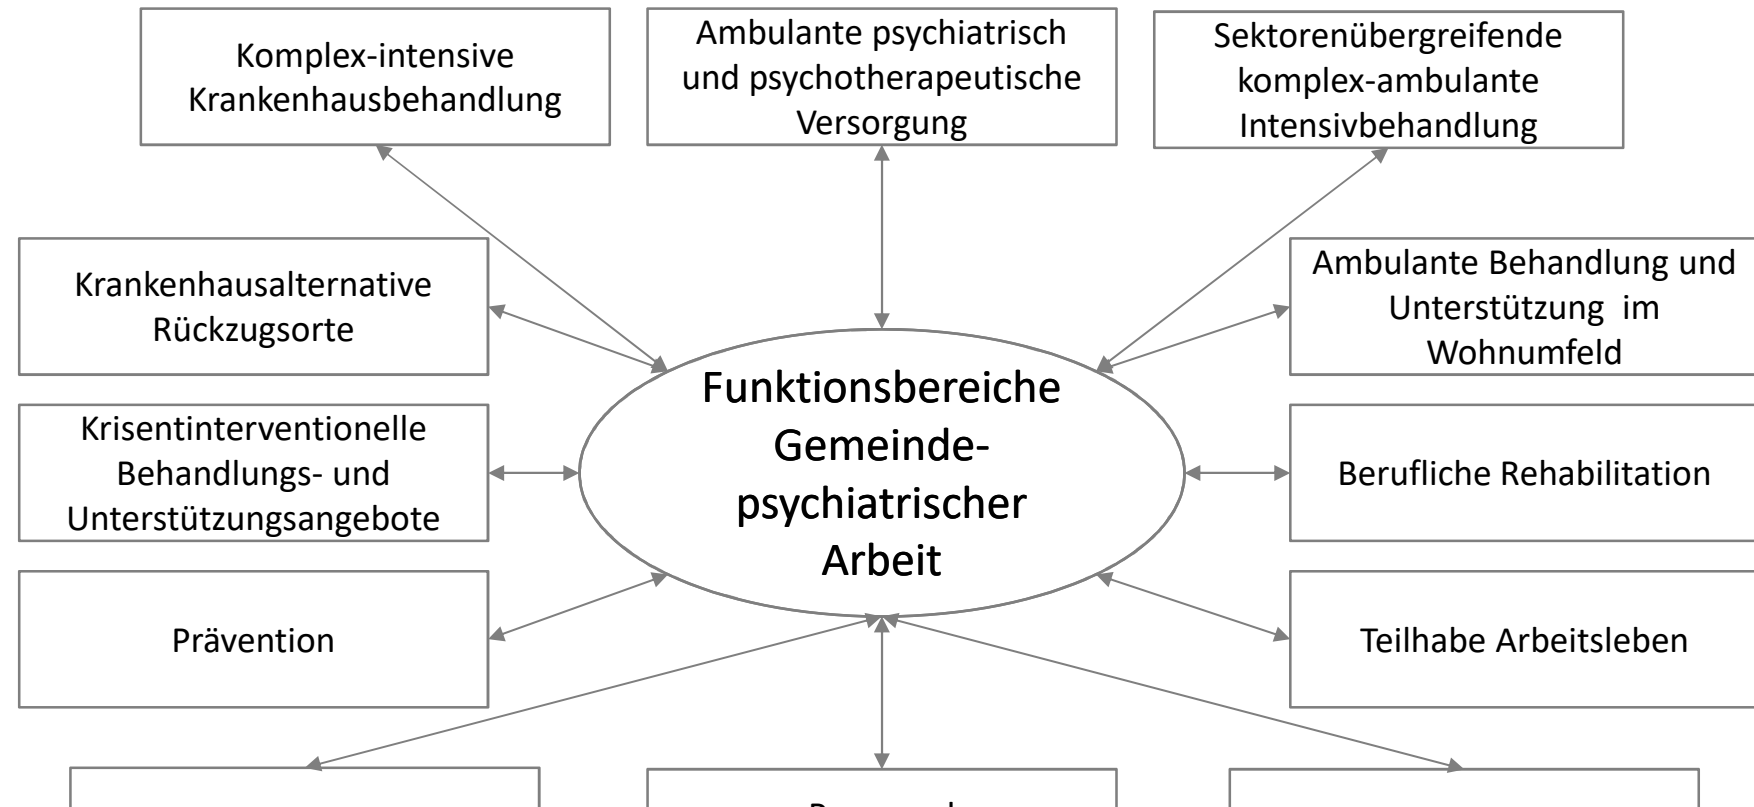 Komplex-intensive
Krankenhausbehandlung
Ambulante psychiatrisch
und psychotherapeutische
Versorgung
Sektorenübergreifende
komplex-ambulante
Intensivbehandlung
Krankenhausalternative
Rückzugsorte
Ambulante Behandlung und
Unterstützung im
Wohnumfeld
Funktionsbereiche
Gemeinde-
psychiatrischer
Arbeit
Krisentinterventionelle
Behandlungs- und
Unterstützungsangebote
Berufliche Rehabilitation
Prävention
Teilhabe Arbeitsleben